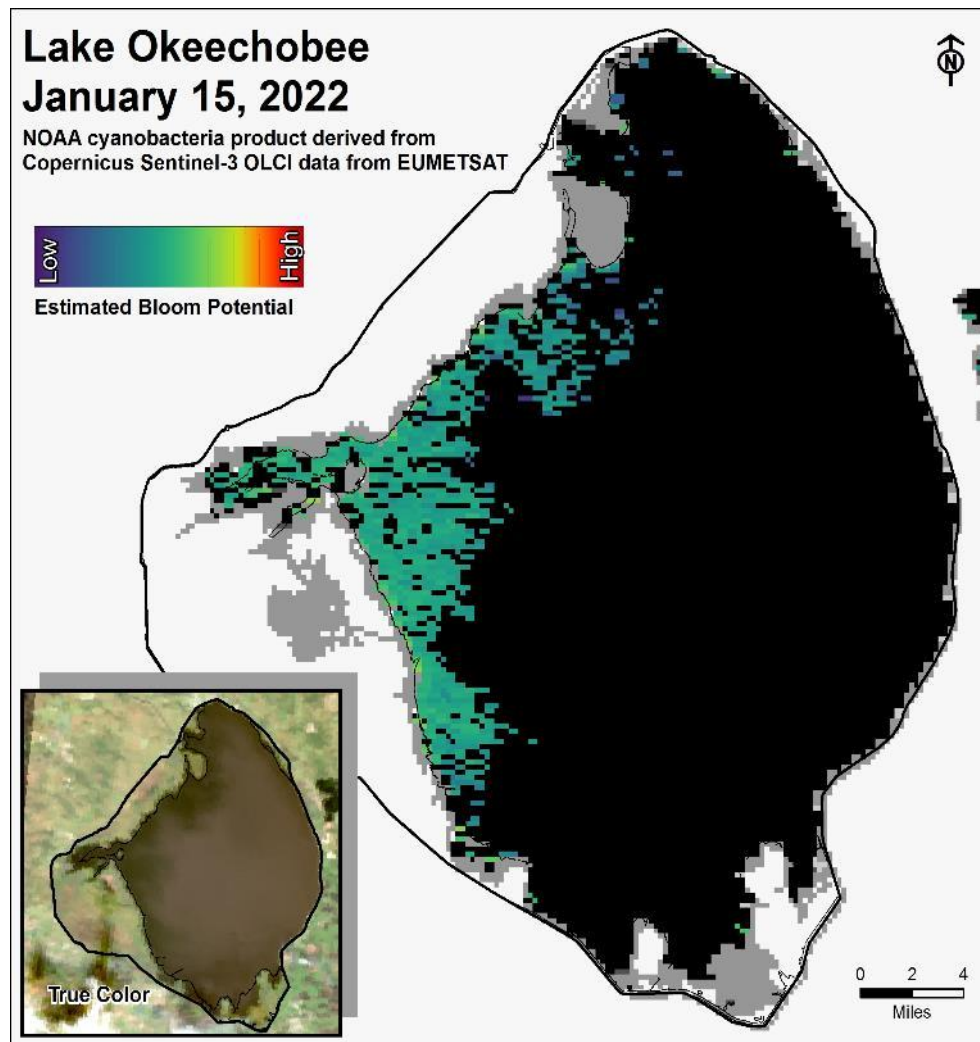 Lake Okeechobee
January 15, 2022
NOAA cyanobacteria product derived from
Copernicus Sentinel-3 OLCI data from EUMETSAT
N
Low
High
Estimated Bloom Potential
True Color
0 2 4
Miles